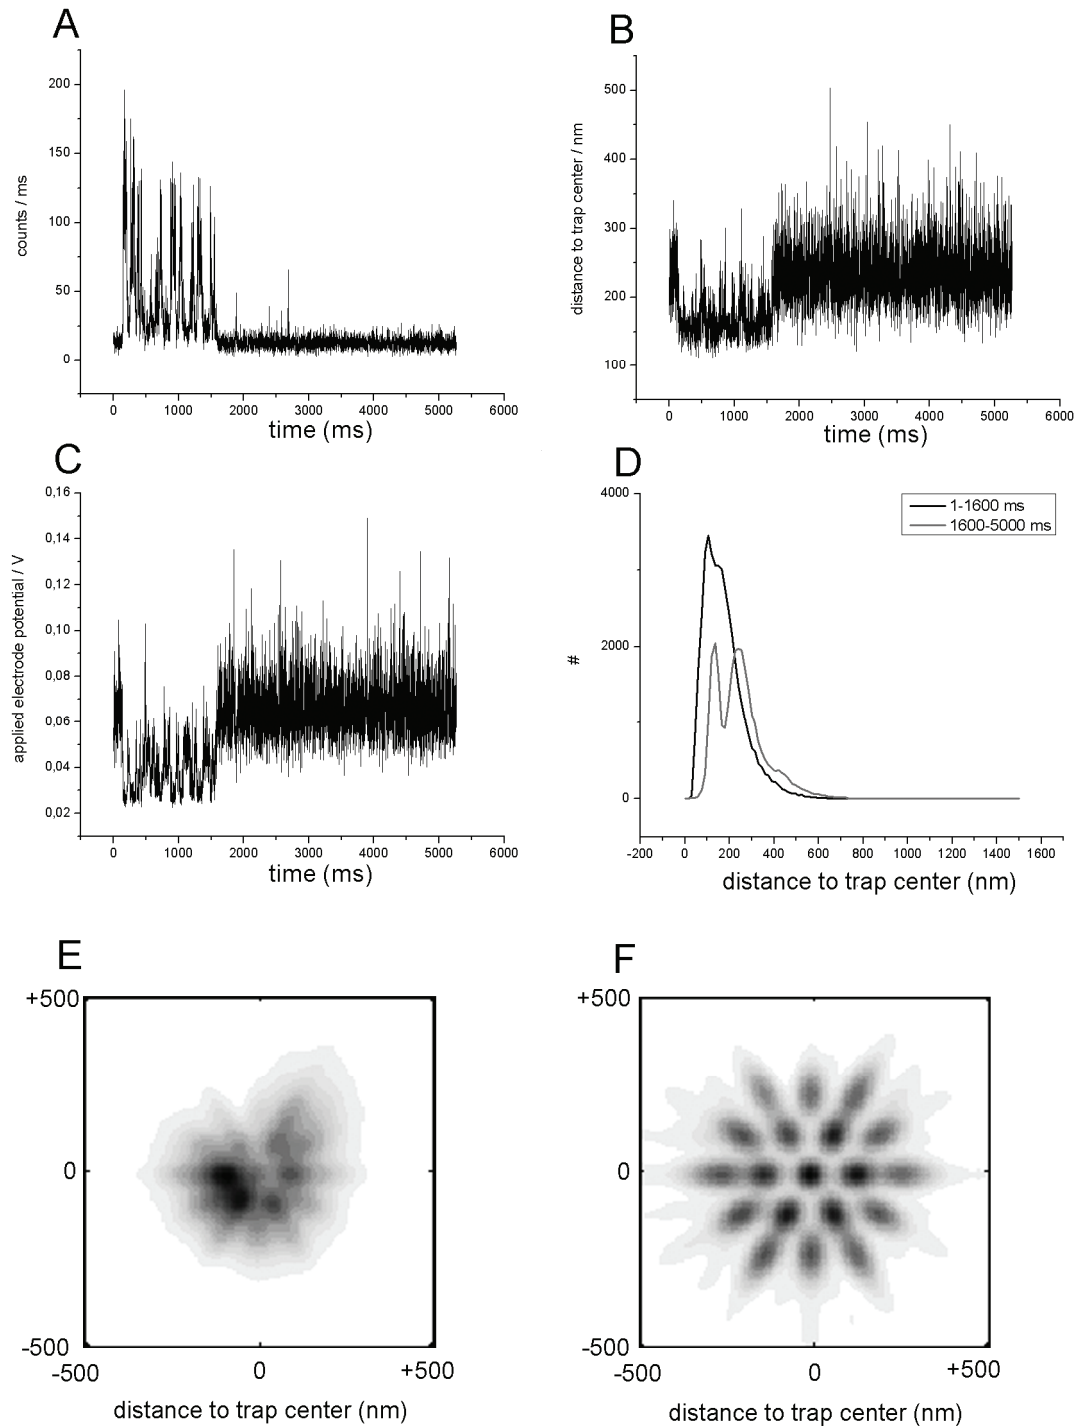 A
counts / ms
200
150
100
50
0
0 1000 2000 3000 4000 5000 6000
time (ms)
B
distance to trap center / nm
500
400
300
200
100
0 1000 2000 3000 4000 5000 6000
time (ms)
C
applied electrode potential / V
0,16
0,14
0,12
0,10
0,08
0,06
0,04
0,02
0 1000 2000 3000 4000 5000 6000
time (ms)
D
#
4000
2000
0
1-1600 ms
1600-5000 ms
-200 0 200 400 600 800 1000 1200 1400 1600
distance to trap center (nm)
E
+500
0
-500
-500 0 +500
distance to trap center (nm)
F
+500
0
-500
-500 0 +500
distance to trap center (nm)